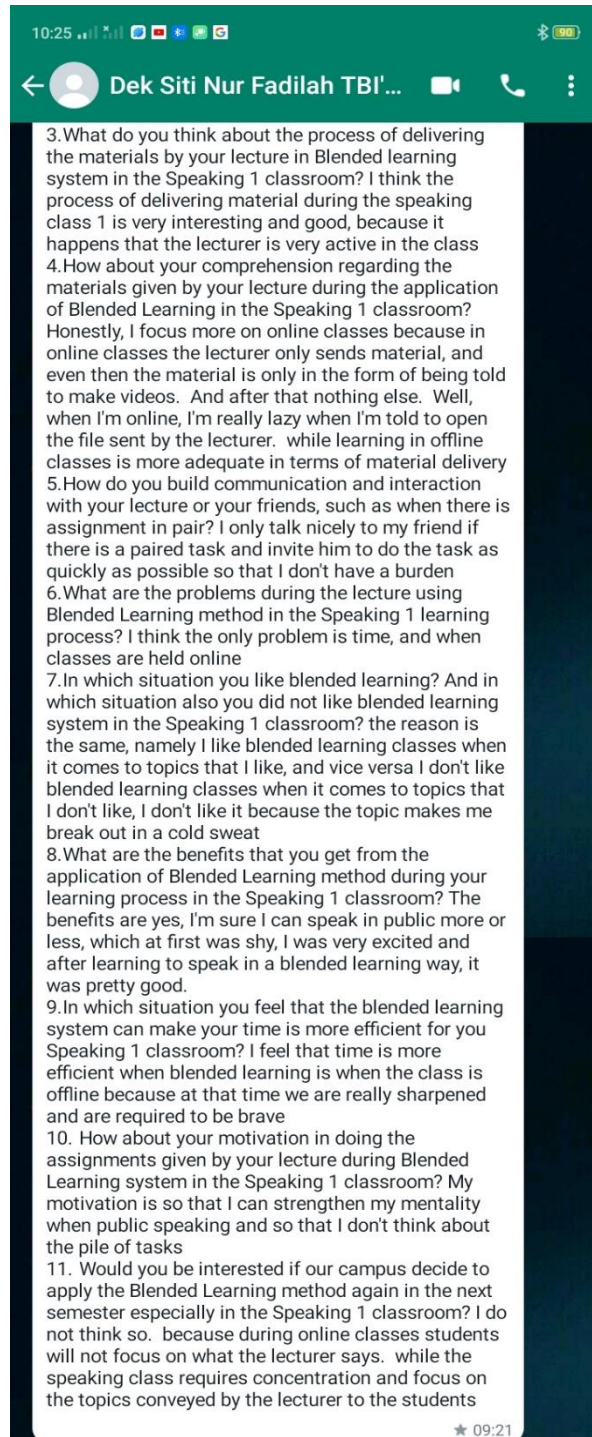 10:25
90
Dek Siti Nur Fadilah TBI'...
3.What do you think about the process of delivering
the materials by your lecture in Blended learning
system in the Speaking 1 classroom? I think the
process of delivering material during the speaking
class 1 is very interesting and good, because it
happens that the lecturer is very active in the class
4.How about your comprehension regarding the
materials given by your lecture during the application
of Blended Learning in the Speaking 1 classroom?
Honestly, I focus more on online classes because in
online classes the lecturer only sends material, and
even then the material is only in the form of being told
to make videos.  And after that nothing else.  Well,
when I'm online, I'm really lazy when I'm told to open
the file sent by the lecturer.  while learning in offline
classes is more adequate in terms of material delivery
5.How do you build communication and interaction
with your lecture or your friends, such as when there is
assignment in pair? I only talk nicely to my friend if
there is a paired task and invite him to do the task as
quickly as possible so that I don't have a burden
6.What are the problems during the lecture using
Blended Learning method in the Speaking 1 learning
process? I think the only problem is time, and when
classes are held online
7.In which situation you like blended learning? And in
which situation also you did not like blended learning
system in the Speaking 1 classroom? the reason is
the same, namely I like blended learning classes when
it comes to topics that I like, and vice versa I don't like
blended learning classes when it comes to topics that
I don't like, I don't like it because the topic makes me
break out in a cold sweat
8.What are the benefits that you get from the
application of Blended Learning method during your
learning process in the Speaking 1 classroom? The
benefits are yes, I'm sure I can speak in public more or
less, which at first was shy, I was very excited and
after learning to speak in a blended learning way, it
was pretty good.
9.In which situation you feel that the blended learning
system can make your time is more efficient for you
Speaking 1 classroom? I feel that time is more
efficient when blended learning is when the class is
offline because at that time we are really sharpened
and are required to be brave
10. How about your motivation in doing the
assignments given by your lecture during Blended
Learning system in the Speaking 1 classroom? My
motivation is so that I can strengthen my mentality
when public speaking and so that I don't think about
the pile of tasks
11. Would you be interested if our campus decide to
apply the Blended Learning method again in the next
semester especially in the Speaking 1 classroom? I do
not think so.  because during online classes students
will not focus on what the lecturer says.  while the
speaking class requires concentration and focus on
the topics conveyed by the lecturer to the students
★ 09:21